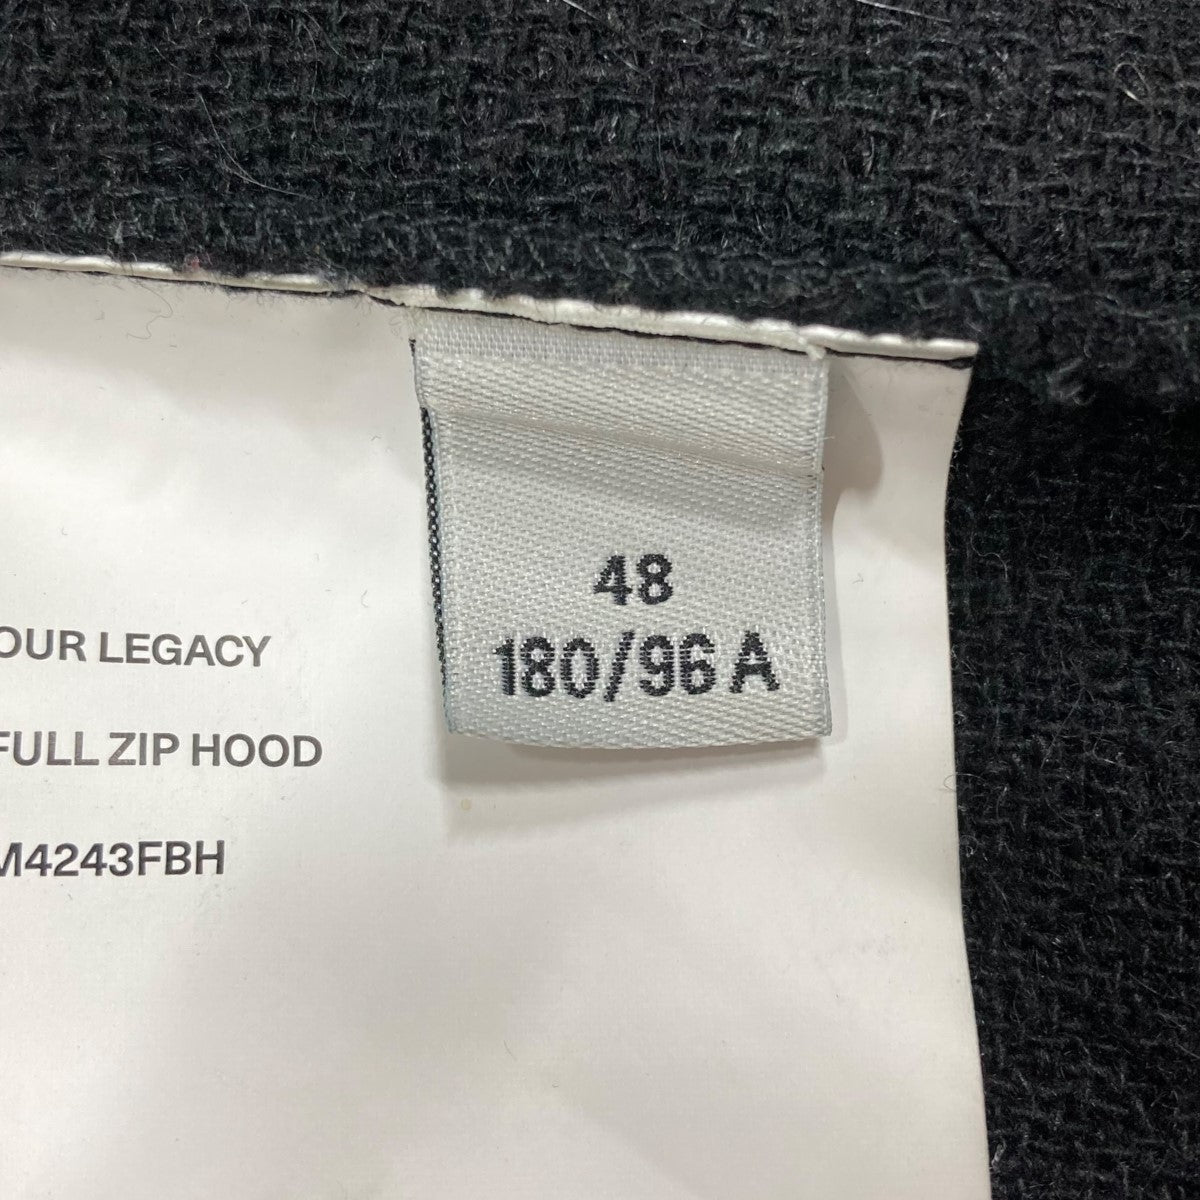 48
180/96 A
OUR LEGACY
FULL ZIP HOOD
M4243FBH